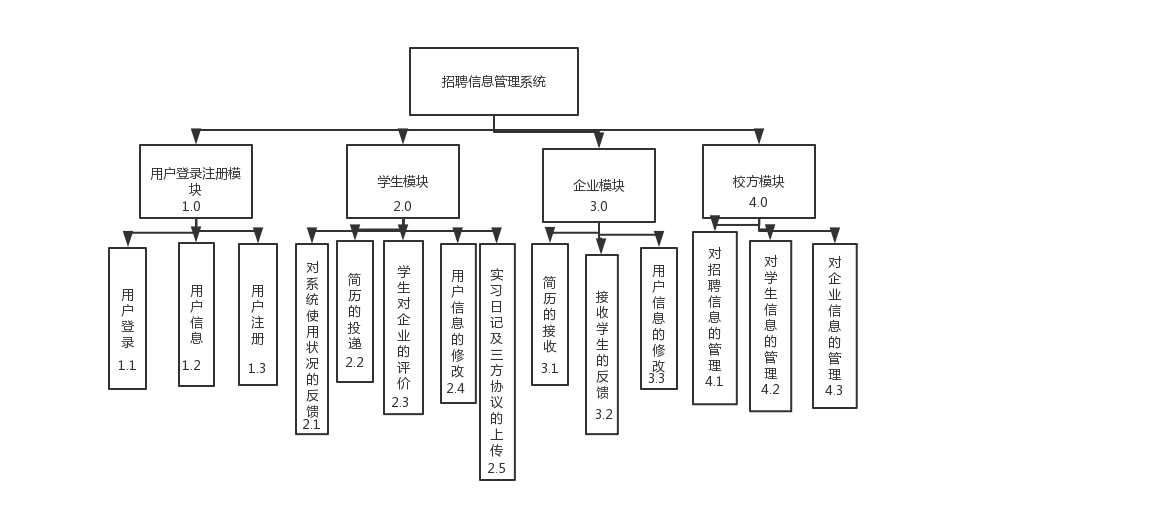 招聘信息管理系统
用户登录注册模
块
1.0
学生模块
2.0
企业模块
3.0
校方模块
4.0
用户登录
1.1
用户信息
1.2
用户注册
1.3
对系统使用状况的反馈
2.1
简历的投递
2.2
学生对企业的评价
2.3
用户信息的修改
2.4
实习日记及三方协议的上传
2.5
简历的接收
3.1
接收学生的反馈
3.2
用户信息的修改
3.3
对招聘信息的管理
4.1
对学生信息的管理
4.2
对企业信息的管理
4.3